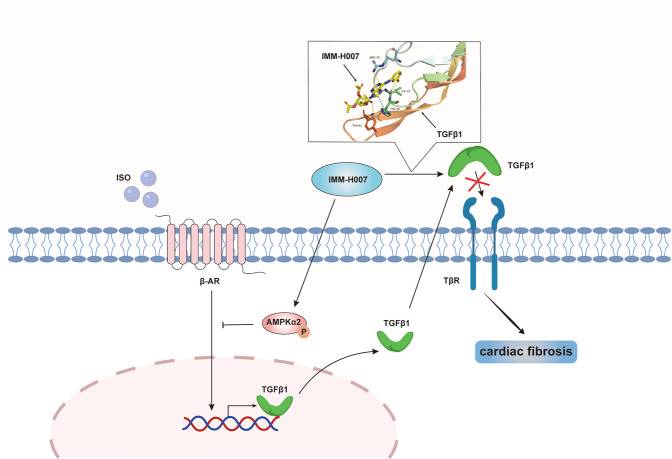 IMM-H007
TGFβ1
ISO
IMM-H007
TGFβ1
β-AR
TβR
AMPKα2
P
TGFβ1
cardiac fibrosis
TGFβ1